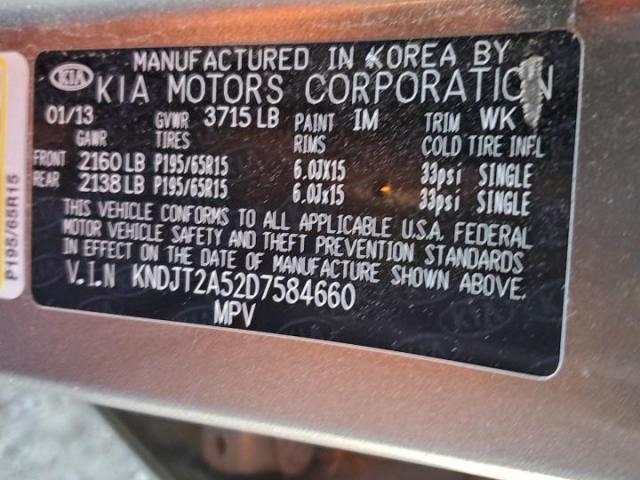 MANUFACTURED IN KOREA BY
KIA KIA MOTORS CORPORATION
01/13 GVWR 3715 LB PAINT IM TRIM WK
GAWR TIRES RIMS COLD TIRE INFL
FRONT 2160 LB P195/65R15 6.0JX15 33psi SINGLE
REAR 2138 LB P195/65R15 6.0Jx15 33psi SINGLE
THIS VEHICLE CONFORMS TO ALL APPLICABLE U.S.A. FEDERAL
MOTOR VEHICLE SAFETY AND THEFT PREVENTION STANDARDS
IN EFFECT ON THE DATE OF MANUFACTURE SHOWN ABOVE.
V.I.N KNDJT2A52D7584660
MPV
P195/65R15